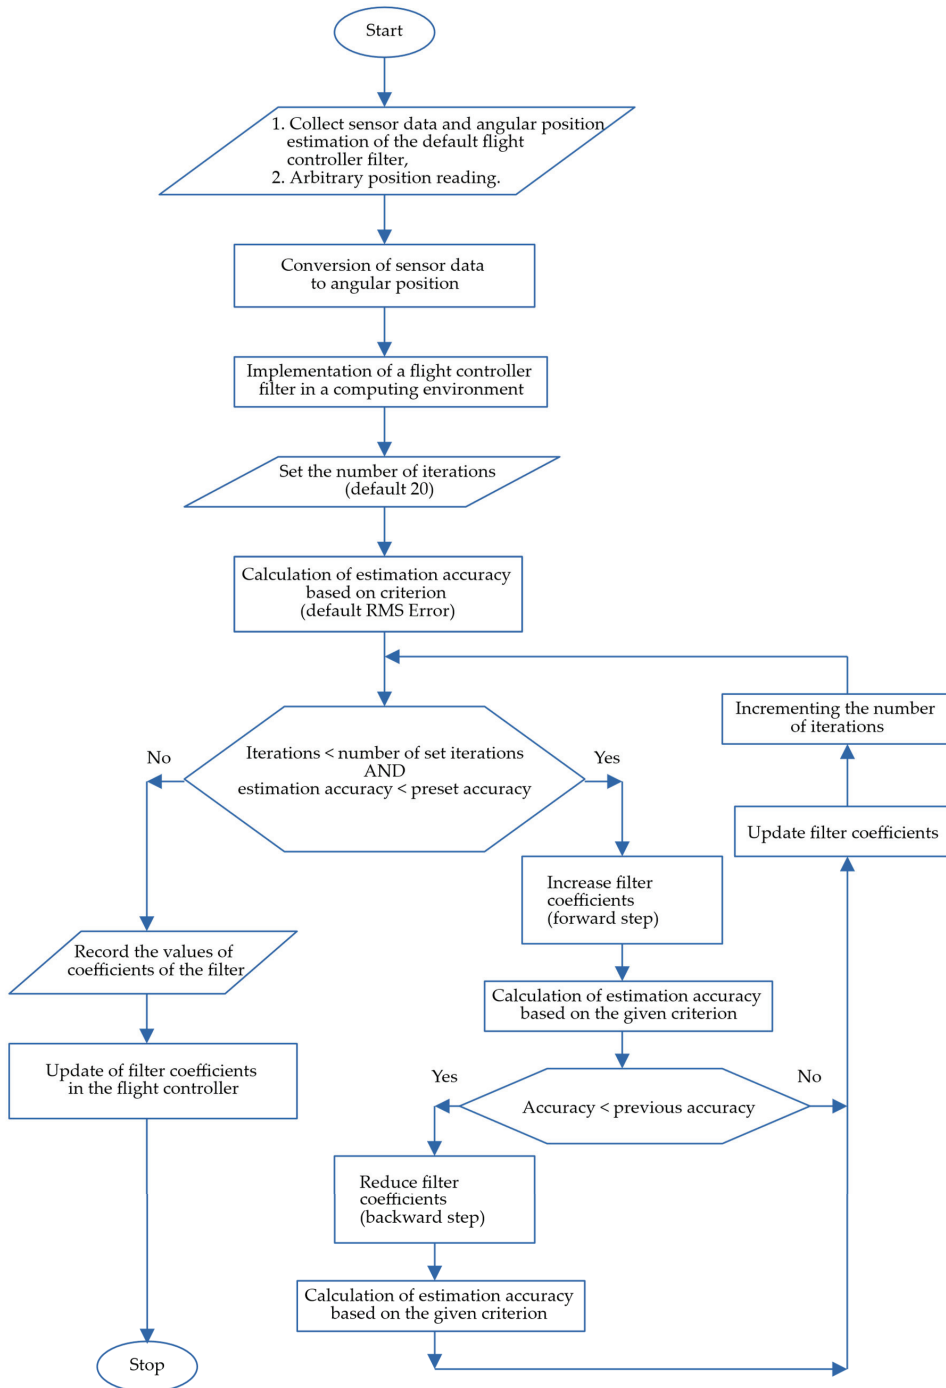 Start
1. Collect sensor data and angular position
estimation of the default flight
controller filter,
2. Arbitrary position reading.
Conversion of sensor data
to angular position
Implementation of a flight controller
filter in a computing environment
Set the number of iterations
(default 20)
Calculation of estimation accuracy
based on criterion
(default RMS Error)
Incrementing the number
of iterations
No
Iterations < number of set iterations
AND
estimation accuracy < preset accuracy
Yes
Update filter coefficients
Increase filter
coefficients
(forward step)
Record the values of
coefficients of the filter
Calculation of estimation accuracy
based on the given criterion
Update of filter coefficients
in the flight controller
Yes
Accuracy < previous accuracy
No
Reduce filter
coefficients
(backward step)
Calculation of estimation accuracy
based on the given criterion
Stop